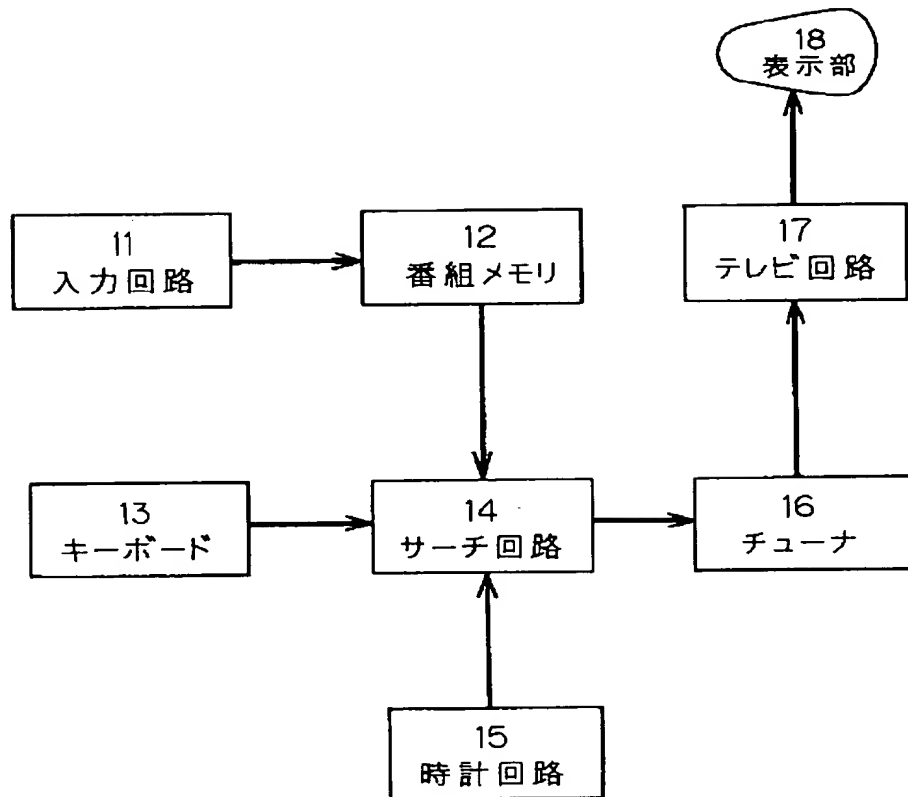 18
表示部
11
入力回路
12
番組メモリ
17
テレビ回路
13
キーボード
14
サーチ回路
16
チューナ
15
時計回路